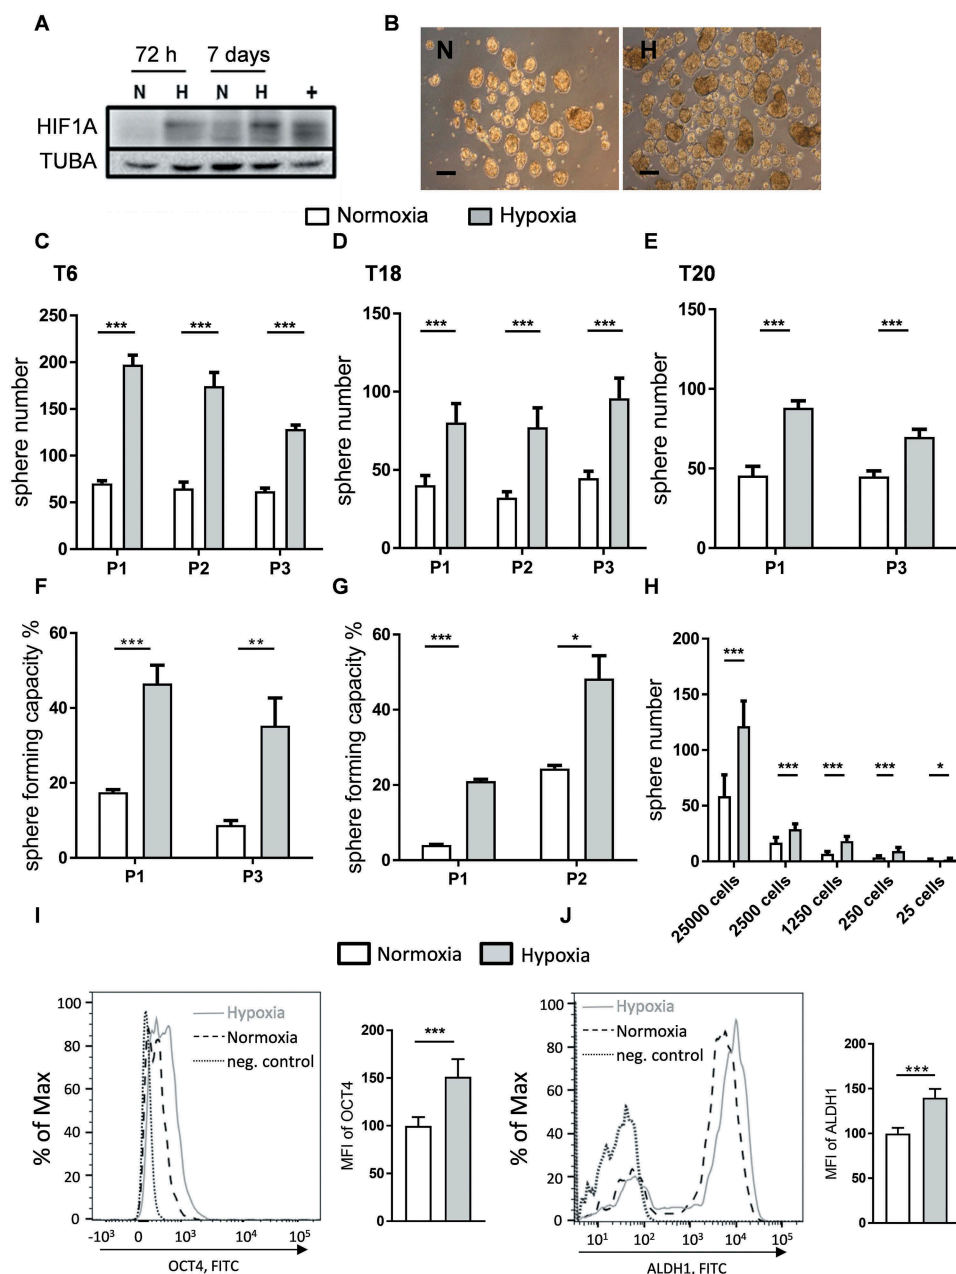 A
72 h
7 days
N
H
N
H
+
HIF1A
TUBA
B
N
H
Normoxia
Hypoxia
C
T6
sphere number
250
200
150
100
50
0
***
***
***
P1
P2
P3
D
T18
sphere number
150
100
50
0
***
***
***
P1
P2
P3
E
T20
sphere number
150
100
50
0
***
***
P1
P3
F
sphere forming capacity %
60
40
20
0
***
**
P1
P3
G
sphere forming capacity %
60
40
20
0
***
*
P1
P2
H
sphere number
200
150
100
50
0
***
***
***
***
*
25000 cells
2500 cells
1250 cells
250 cells
25 cells
I
J
Normoxia
Hypoxia
% of Max
100
80
60
40
20
0
Hypoxia
Normoxia
neg. control
-10³
0
10³
10⁴
10⁵
OCT4, FITC
MFI of OCT4
200
150
100
50
0
***
% of Max
100
80
60
40
20
0
Hypoxia
Normoxia
neg. control
10¹
10²
10³
10⁴
10⁵
ALDH1, FITC
MFI of ALDH1
200
150
100
50
0
***